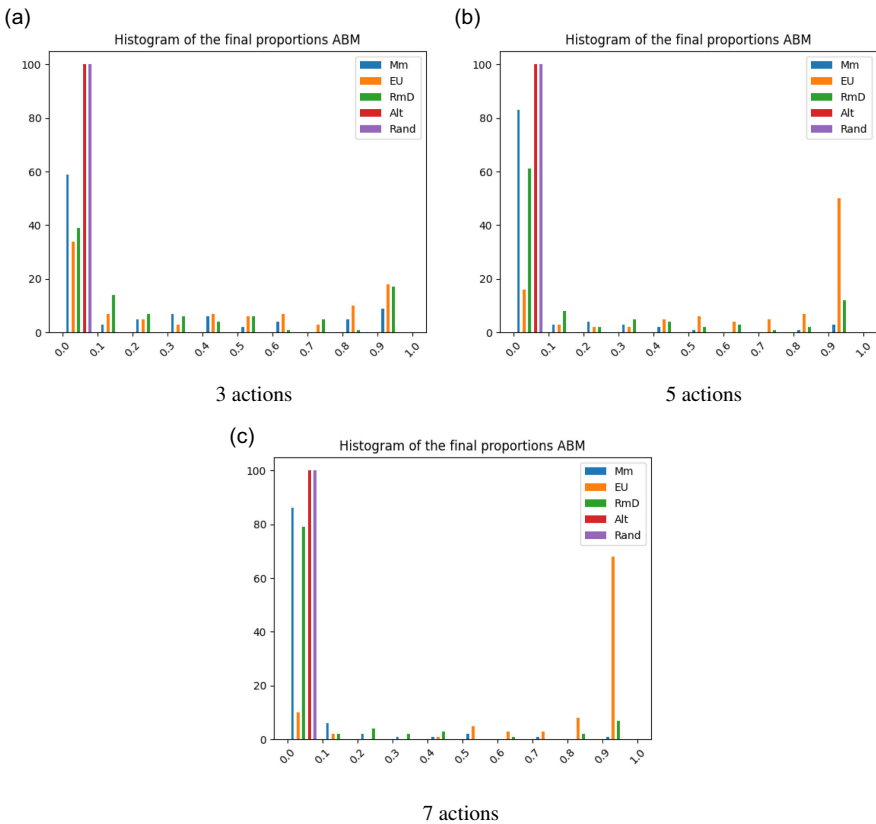 (a)
Histogram of the final proportions ABM
100
80
60
40
20
0
Mm
EU
RmD
Alt
Rand
0.0 0.1 0.2 0.3 0.4 0.5 0.6 0.7 0.8 0.9 1.0
3 actions
(b)
Histogram of the final proportions ABM
100
80
60
40
20
0
Mm
EU
RmD
Alt
Rand
0.0 0.1 0.2 0.3 0.4 0.5 0.6 0.7 0.8 0.9 1.0
5 actions
(c)
Histogram of the final proportions ABM
100
80
60
40
20
0
Mm
EU
RmD
Alt
Rand
0.0 0.1 0.2 0.3 0.4 0.5 0.6 0.7 0.8 0.9 1.0
7 actions